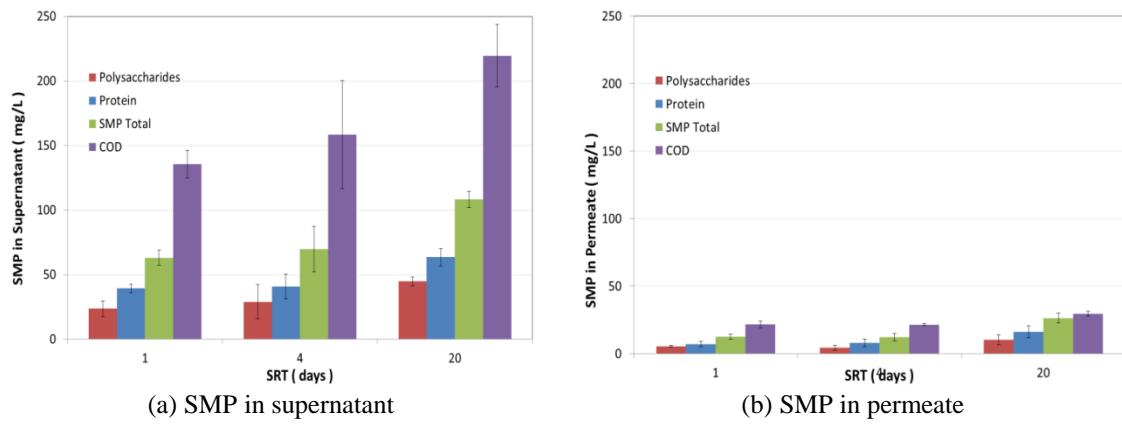 250
200
150
100
50
0
SMP in Supernatant ( mg/L )
Polysaccharides
Protein
SMP Total
COD
1 4 20
SRT ( days )
(a) SMP in supernatant
250
200
150
100
50
0
SMP in Permeate ( mg/L )
Polysaccharides
Protein
SMP Total
COD
1 4 20
SRT ( days )
(b) SMP in permeate